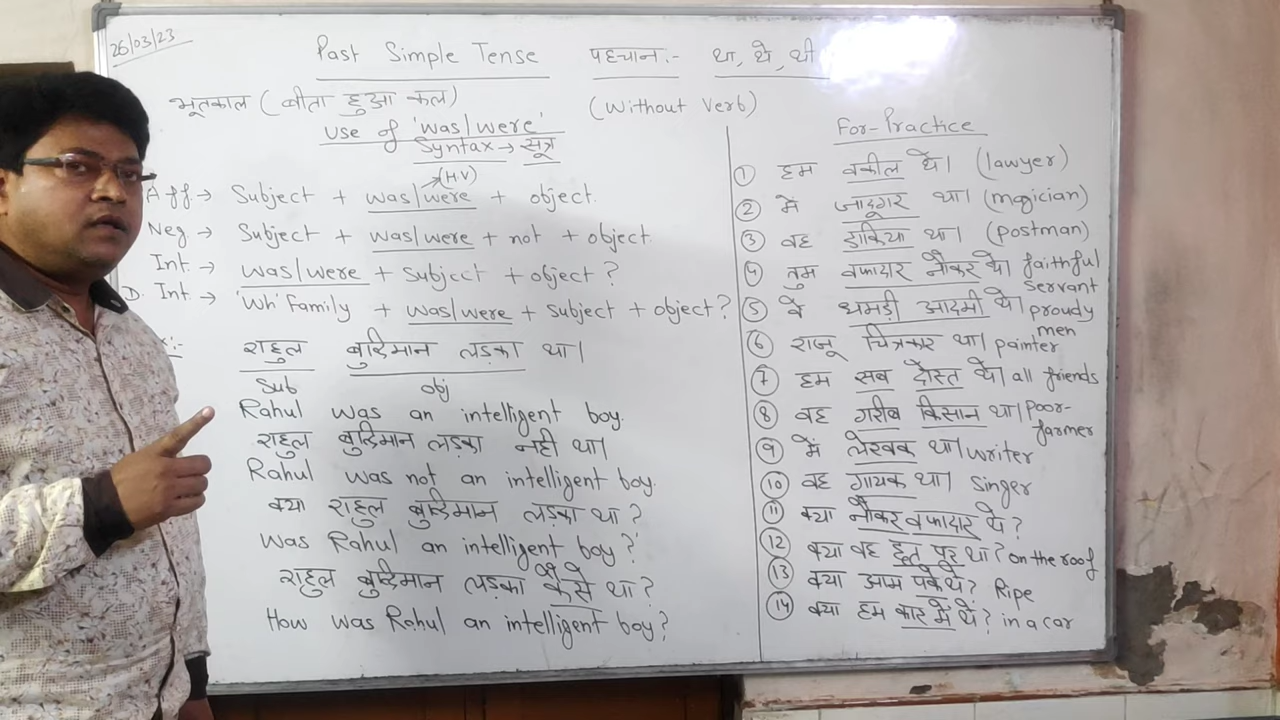 26/03/23
Past Simple Tense पहचान:- था, थे, थी
भूतकाल (बीता हुआ कल) (Without Verb)
Use of 'was/were'
Syntax → सूत्र
(H.V)
Aff. → Subject + was/were + object.
Neg → Subject + was/were + not + object.
Int. → was/were + subject + object?
D. Int. → 'Wh' Family + was/were + subject + object?
राहुल बुद्धिमान लड़का था।
Sub obj
Rahul was an intelligent boy.
राहुल बुद्धिमान लड़का नही था।
Rahul was not an intelligent boy.
क्या राहुल बुद्धिमान लड़का था?
Was Rahul an intelligent boy?
राहुल बुद्धिमान लड़का कैसे था?
How was Rahul an intelligent boy?
For-Practice
① हम वकील थे। (lawyer)
② मै जादूगर था। (magician)
③ वह डाकिया था। (postman)
④ तुम वफादार नौकर थे। faithful
servant
⑤ वे घमड़ी आदमी थे। proudy
men
⑥ राजू चित्रकार था। painter
⑦ हम सब दोस्त थे। all friends
⑧ वह गरीब किसान था। poor-
farmer
⑨ मै लेखक था। writer
⑩ वह गायक था। singer
⑪ क्या नौकर वफादार थे?
⑫ क्या वह छत पर था? on the roof
⑬ क्या आम पके थे? Ripe
⑭ क्या हम कार में थे? in a car